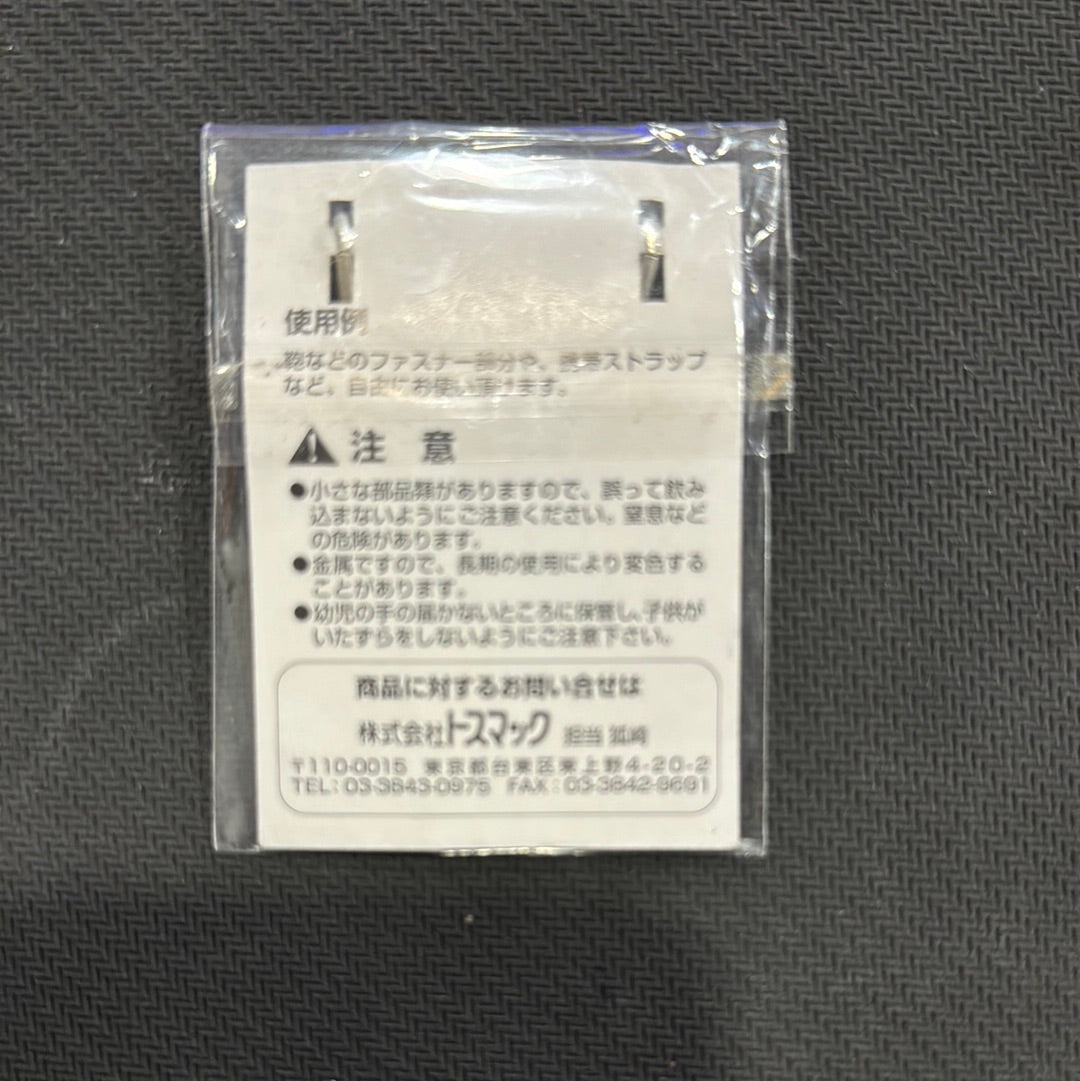 使用例
鞄などのファスナー部分や、携帯ストラップ
など、自由にお使い頂けます。
注 意
●小さな部品類がありますので、誤って飲み
込まないようにご注意ください。窒息など
の危険があります。
●金属ですので、長期の使用により変色する
ことがあります。
●幼児の手の届かないところに保管し、子供が
いたずらをしないようにご注意下さい。
商品に対するお問い合せは
株式会社トスマック 担当
〒110-0015 東京都台東区東上野4-20-2
TEL:03-3843-0975 FAX:03-3842-9691